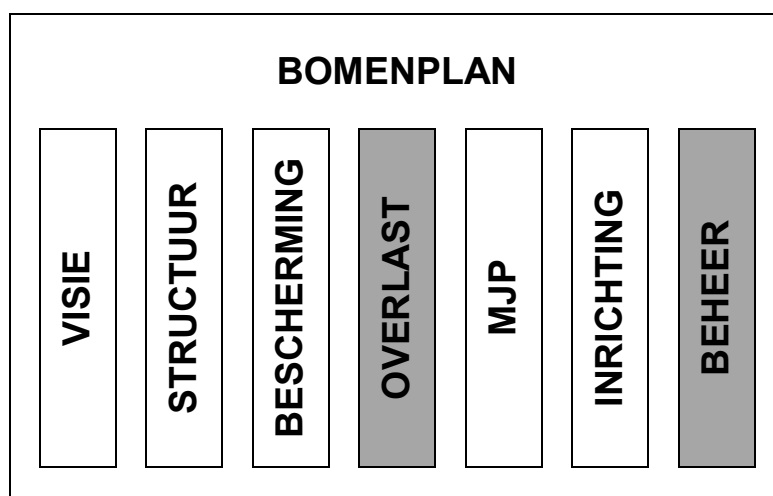 BOMENPLAN
VISIE
STRUCTUUR
BESCHERMING
OVERLAST
MJP
INRICHTING
BEHEER